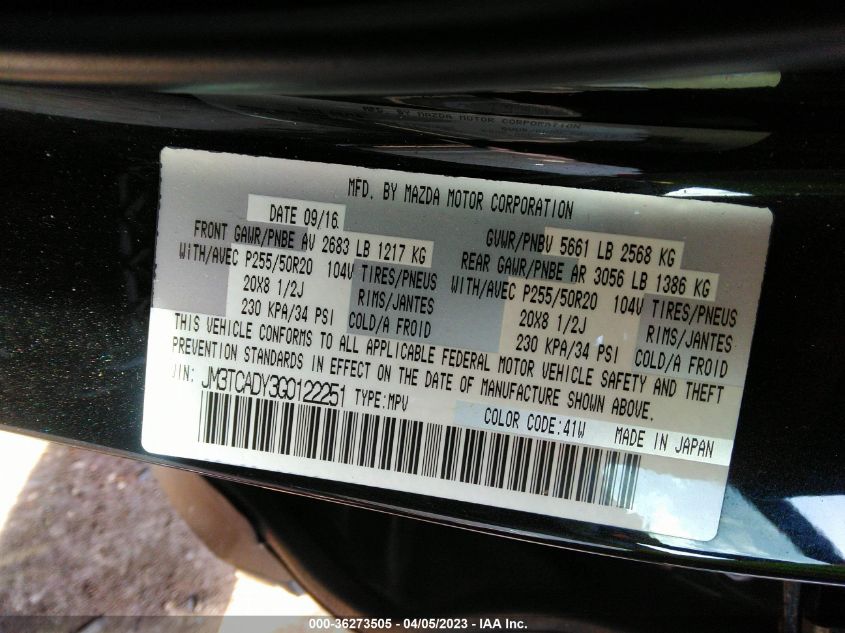 MFD. BY MAZDA MOTOR CORPORATION
DATE 09/16
FRONT GAWR/PNBE AV 2683 LB 1217 KG
WITH/AVEC P255/50R20 104V TIRES/PNEUS
20X8 1/2J RIMS/JANTES
230 KPA/34 PSI COLD/A FROID
GVWR/PNBV 5661 LB 2568 KG
REAR GAWR/PNBE AR 3056 LB 1386 KG
WITH/AVEC P255/50R20 104V TIRES/PNEUS
20X8 1/2J RIMS/JANTES
230 KPA/34 PSI COLD/A FROID
THIS VEHICLE CONFORMS TO ALL APPLICABLE FEDERAL MOTOR VEHICLE SAFETY AND THEFT
PREVENTION STANDARDS IN EFFECT ON THE DATE OF MANUFACTURE SHOWN ABOVE.
VIN: JM3TCADY3G0122251 TYPE:MPV
COLOR CODE:41W MADE IN JAPAN
000-36273505 - 04/05/2023 - IAA Inc.